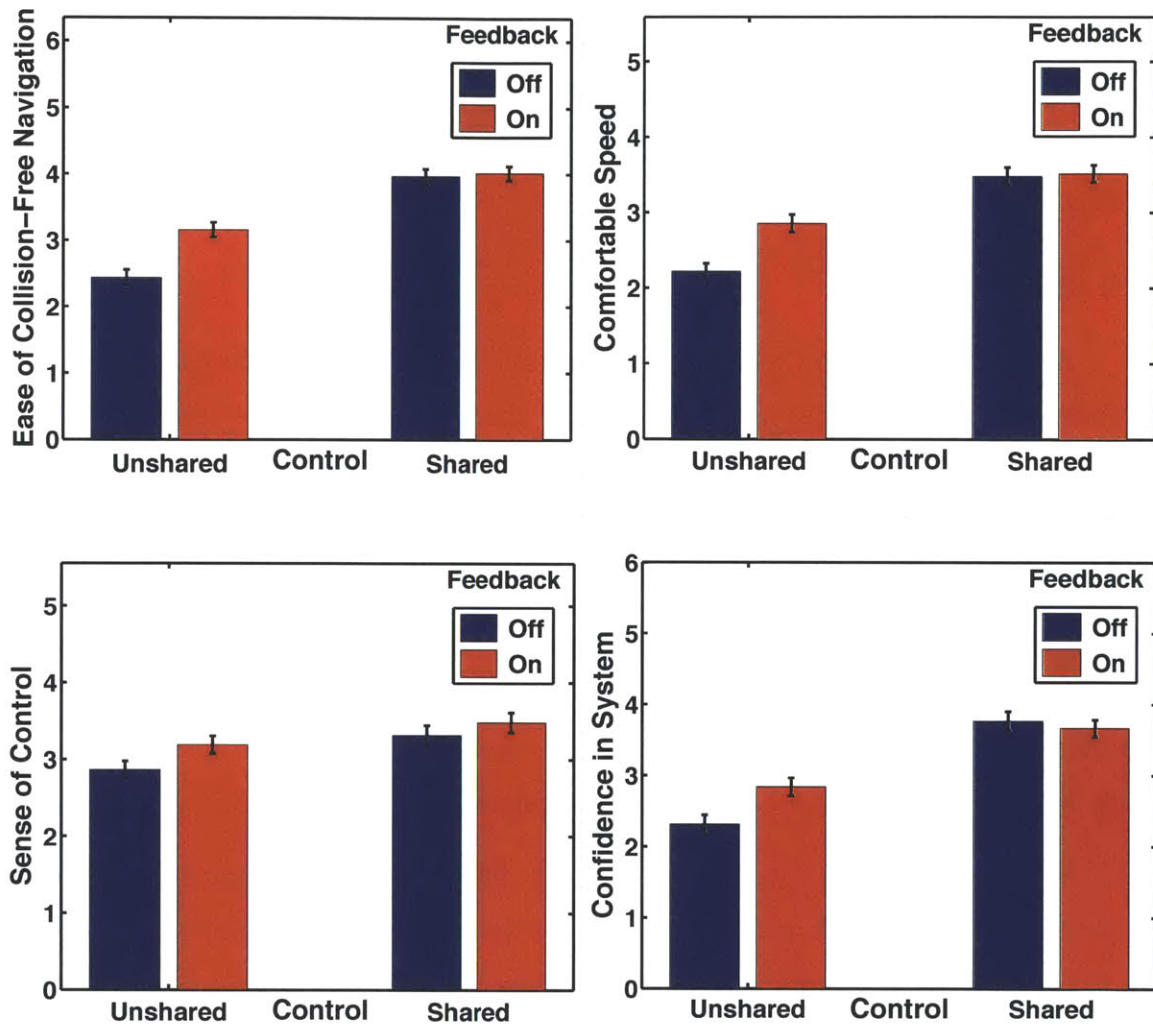 Ease of Collision-Free Navigation
6
5
4
3
2
1
0
Feedback
Off
On
Unshared Control Shared
Comfortable Speed
5
4
3
2
1
0
Feedback
Off
On
Unshared Control Shared
Sense of Control
5
4
3
2
1
0
Feedback
Off
On
Unshared Control Shared
Confidence in System
6
5
4
3
2
1
0
Feedback
Off
On
Unshared Control Shared